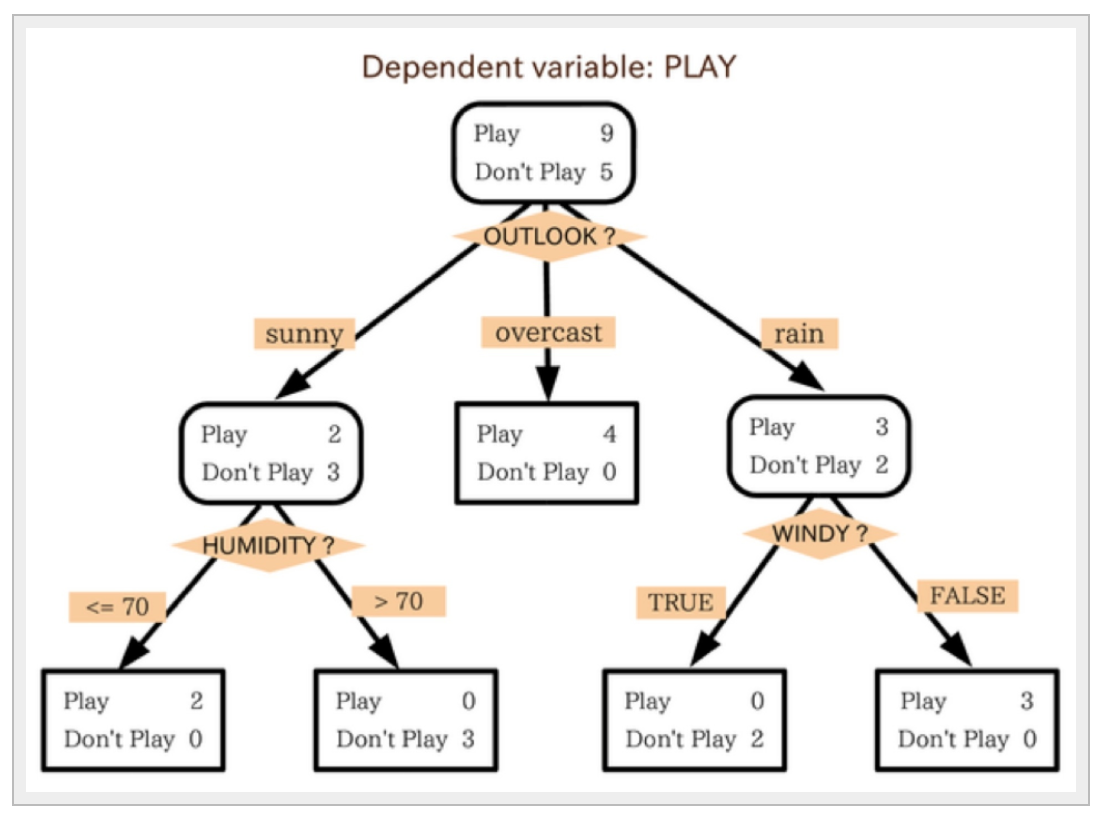 Dependent variable: PLAY
Play 9
Don't Play 5
OUTLOOK ?
sunny
overcast
rain
Play 2
Don't Play 3
Play 4
Don't Play 0
Play 3
Don't Play 2
HUMIDITY ?
WINDY ?
<= 70
> 70
TRUE
FALSE
Play 2
Don't Play 0
Play 0
Don't Play 3
Play 0
Don't Play 2
Play 3
Don't Play 0